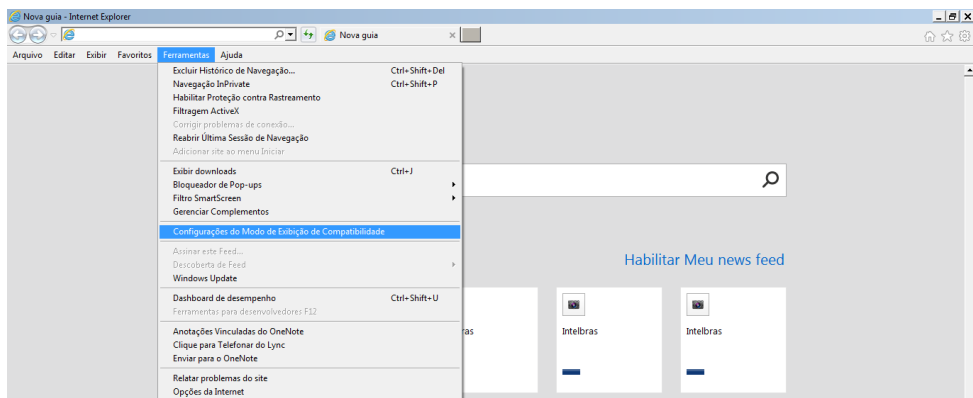 Nova guia - Internet Explorer
Nova guia
Arquivo Editar Exibir Favoritos Ferramentas Ajuda
Excluir Histórico de Navegação... Ctrl+Shift+Del
Navegação InPrivate Ctrl+Shift+P
Habilitar Proteção contra Rastreamento
Filtragem ActiveX
Corrigir problemas de conexão...
Reabrir Última Sessão de Navegação
Adicionar site ao menu Iniciar
Exibir downloads Ctrl+J
Bloqueador de Pop-ups
Filtro SmartScreen
Gerenciar Complementos
Configurações do Modo de Exibição de Compatibilidade
Assinar este Feed...
Descoberta de Feed
Windows Update
Habilitar Meu news feed
Dashboard de desempenho Ctrl+Shift+U
Ferramentas para desenvolvedores F12
Anotações Vinculadas do OneNote
ras Intelbras Intelbras
Clique para Telefonar do Lync
Enviar para o OneNote
Relatar problemas do site
Opções da Internet